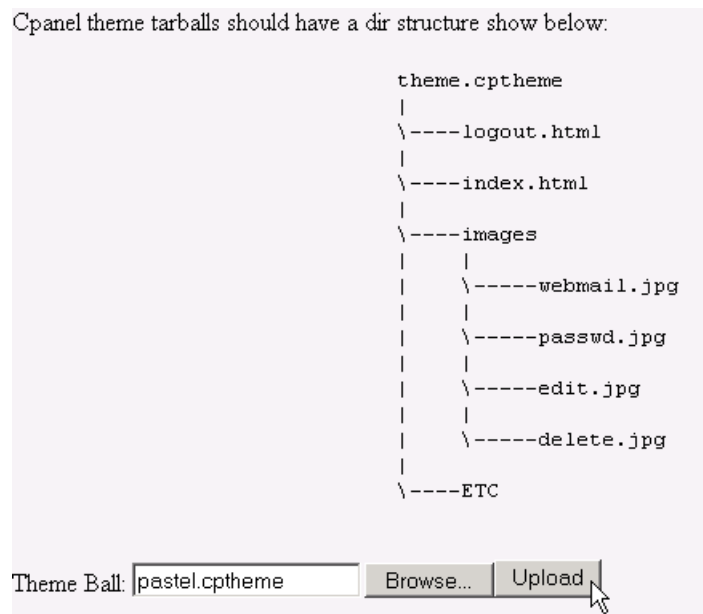 Cpanel theme tarballs should have a dir structure show below:
theme.cptheme
|
\----logout.html
|
\----index.html
|
\----images
|    |
|    \-----webmail.jpg
|    |
|    \-----passwd.jpg
|    |
|    \-----edit.jpg
|    |
|    \-----delete.jpg
|
\----ETC
Theme Ball: pastel.cptheme Browse... Upload